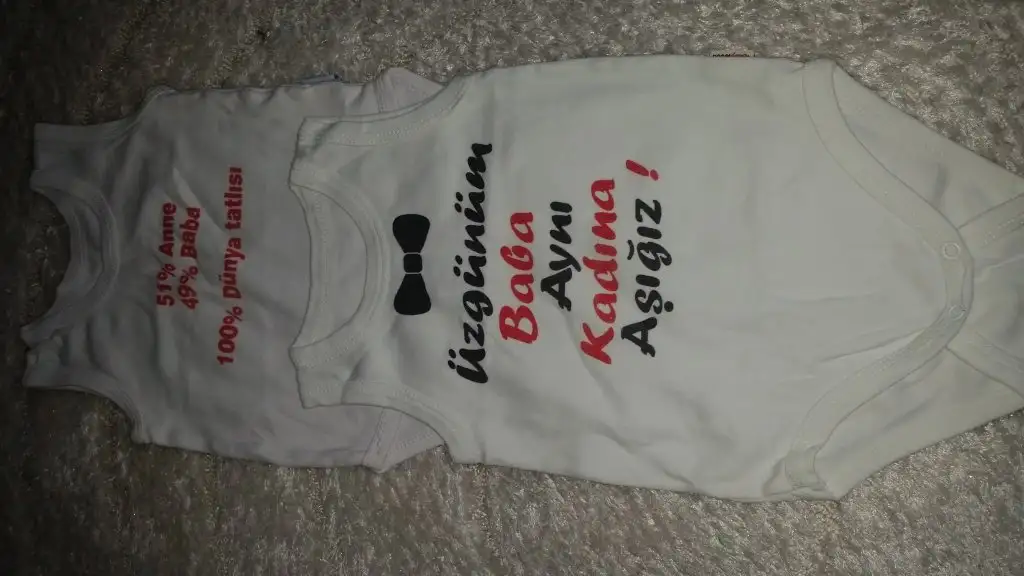 51% Anne
49% Baba
100% Dünya tatlısı
Üzgünüm
Baba
Aynı
Kadına
Aşığız !